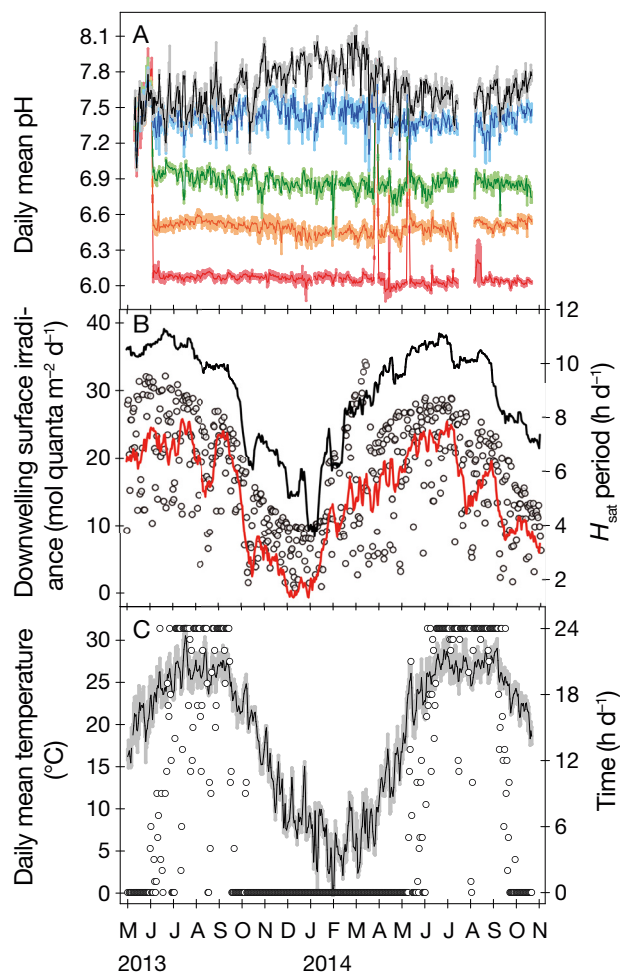 A
8.1
7.8
7.5
7.2
6.9
6.6
6.3
6.0
Daily mean pH
B
40
30
20
10
0
Downwelling surface irradi-
ance (mol quanta m⁻² d⁻¹)
12
10
8
6
4
2
Hsat period (h d⁻¹)
C
30
25
20
15
10
5
0
Daily mean temperature
(°C)
24
18
12
6
0
Time (h d⁻¹)
M J J A S O N D J F M A M J J A S O N
2013 2014